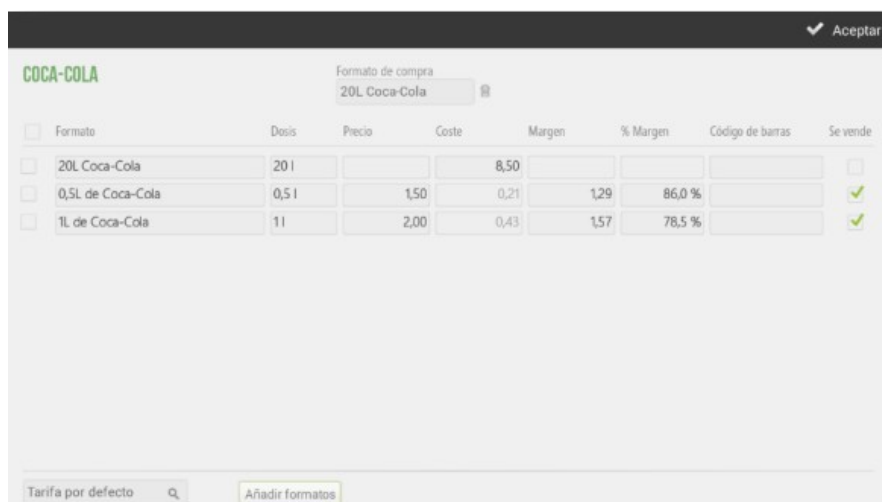 Aceptar
COCA-COLA
Formato de compra
20L Coca-Cola
Formato Dosis Precio Coste Margen % Margen Código de barras Se vende
20L Coca-Cola 20 l 8,50
0,5L de Coca-Cola 0,5 l 1,50 0,21 1,29 86,0 %
1L de Coca-Cola 1 l 2,00 0,43 1,57 78,5 %
Tarifa por defecto Añadir formatos